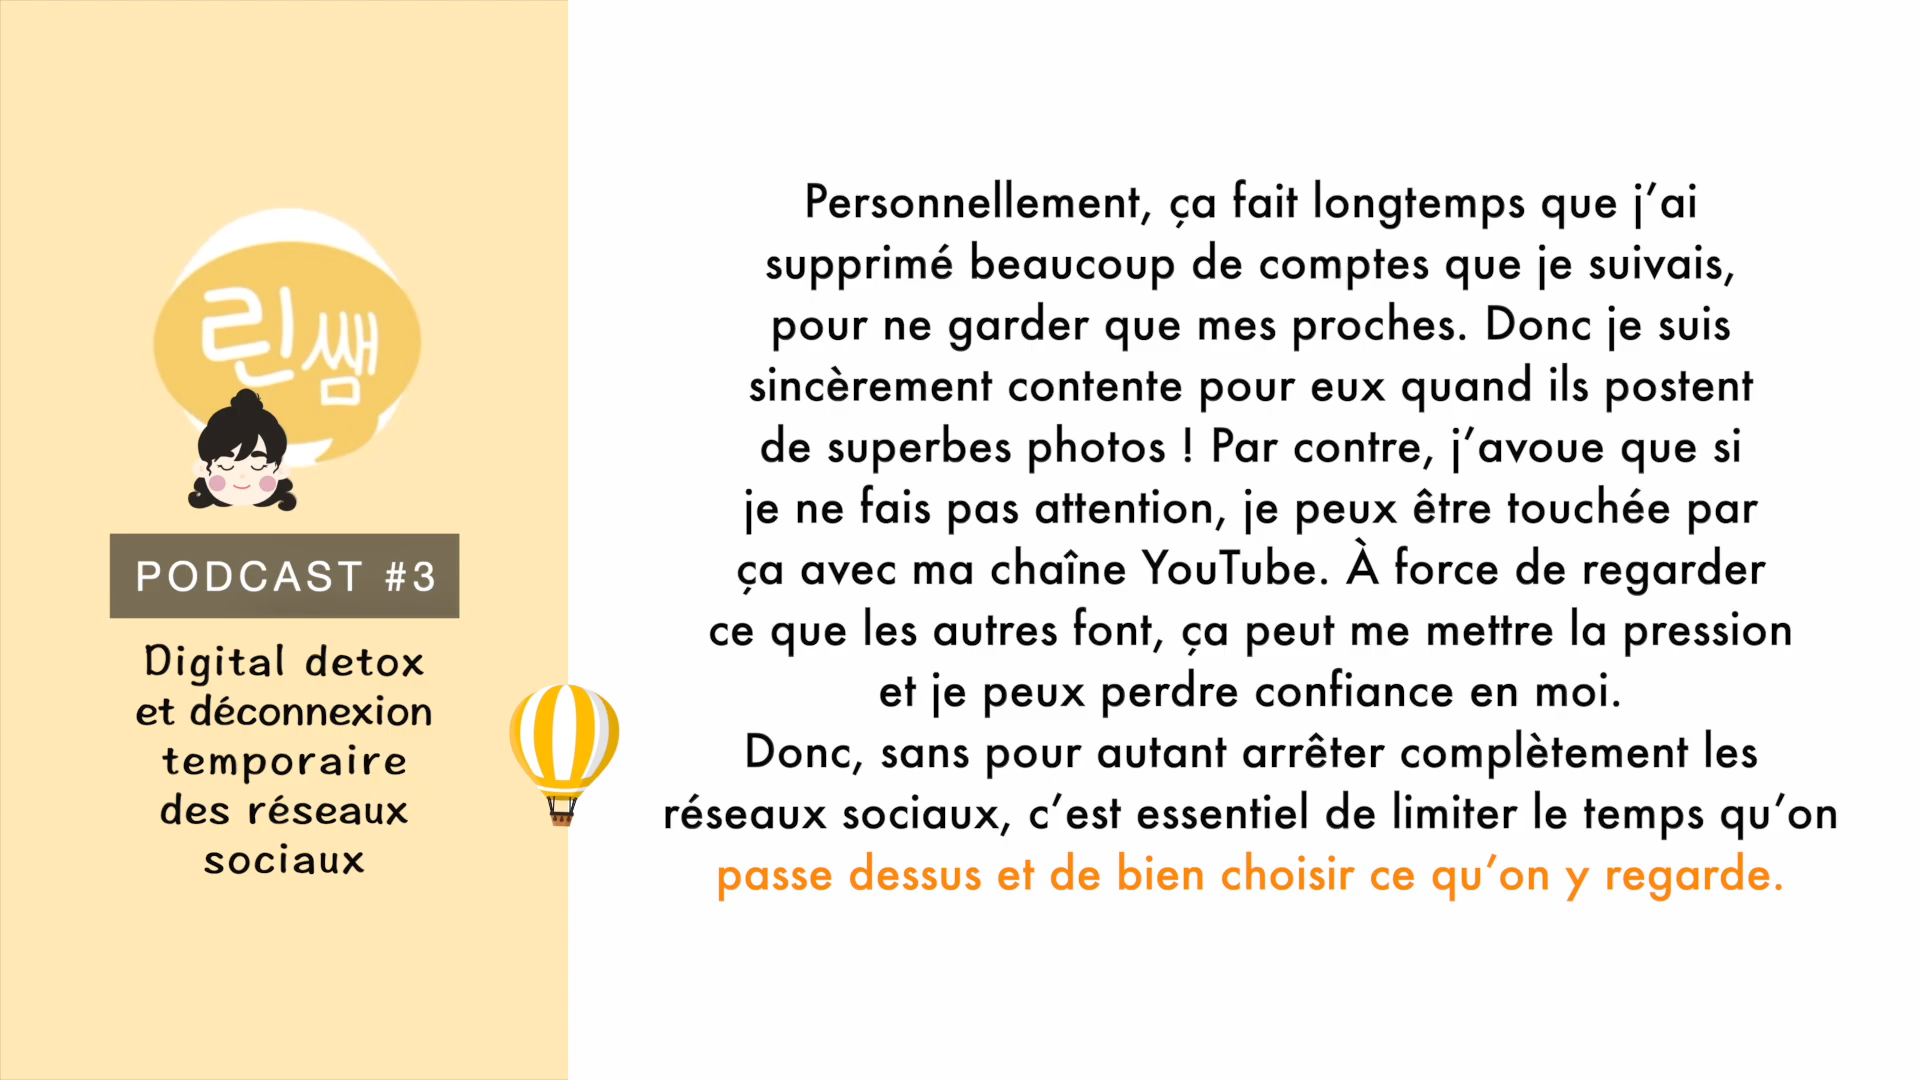 린쌤
PODCAST #3
Digital detox
et déconnexion
temporaire
des réseaux
sociaux
Personnellement, ça fait longtemps que j’ai
supprimé beaucoup de comptes que je suivais,
pour ne garder que mes proches. Donc je suis
sincèrement contente pour eux quand ils postent
de superbes photos ! Par contre, j’avoue que si
je ne fais pas attention, je peux être touchée par
ça avec ma chaîne YouTube. À force de regarder
ce que les autres font, ça peut me mettre la pression
et je peux perdre confiance en moi.
Donc, sans pour autant arrêter complètement les
réseaux sociaux, c’est essentiel de limiter le temps qu’on
passe dessus et de bien choisir ce qu’on y regarde.